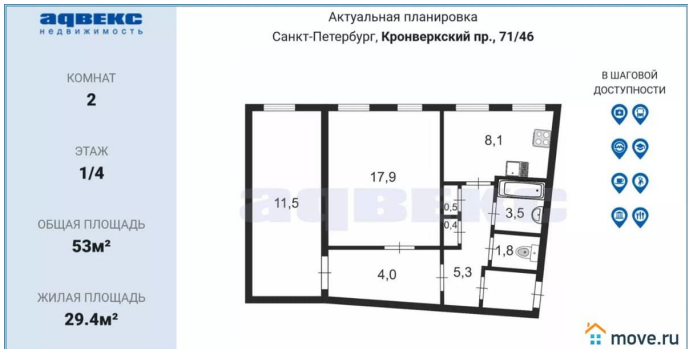 адвекс
недвижимость
КОМНАТ
2
ЭТАЖ
1/4
ОБЩАЯ ПЛОЩАДЬ
53м²
ЖИЛАЯ ПЛОЩАДЬ
29.4м²
Актуальная планировка
Санкт-Петербург, Кронверкский пр., 71/46
В ШАГОВОЙ
ДОСТУПНОСТИ
адвекс
8,1
17,9
11,5
0,5
3,5
0,4
1,8
4,0
5,3
move.ru